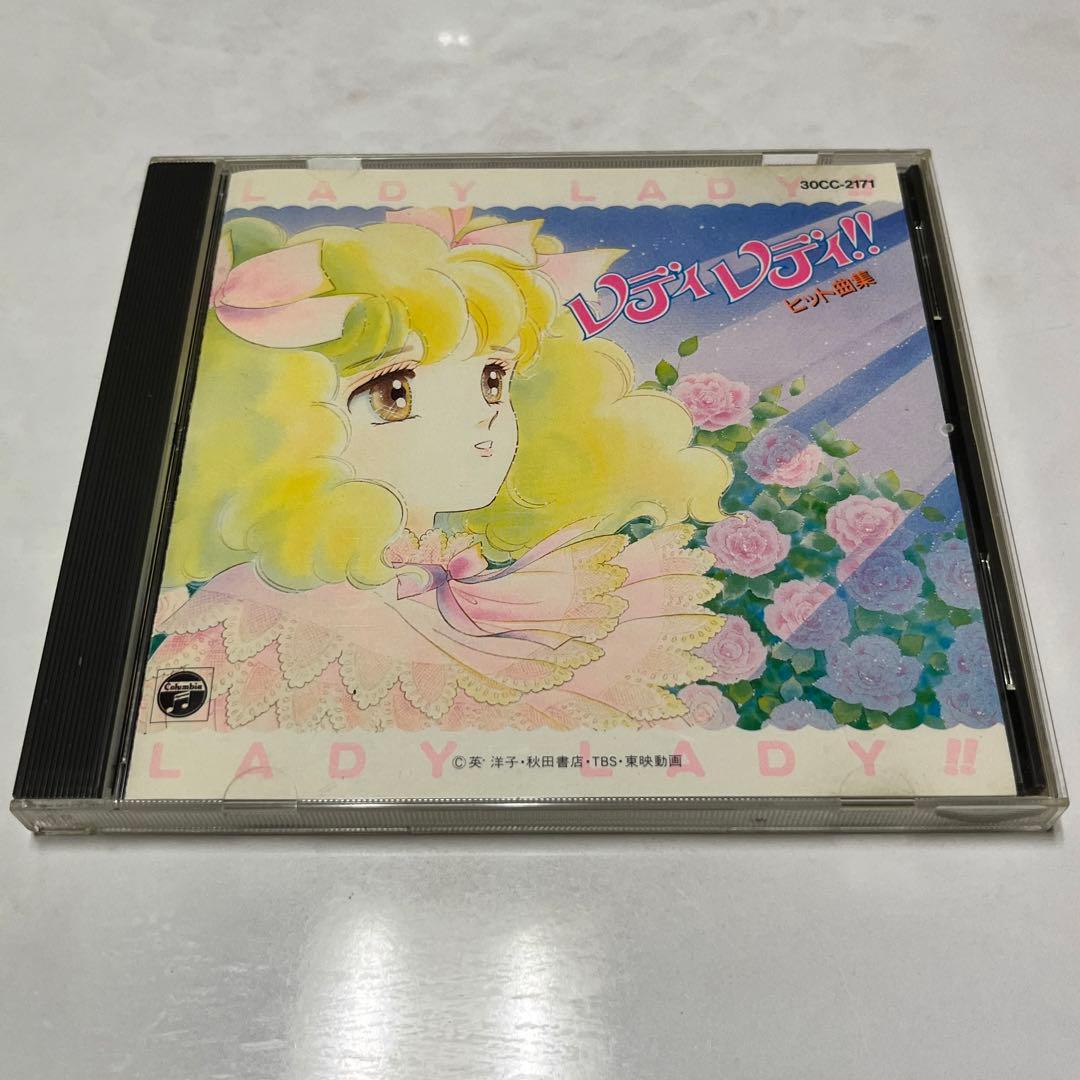 LADY LADY!!
30CC-2171
レディレディ!!
ヒット曲集
Columbia
©英 洋子・秋田書店・TBS・東映動画
LADY LADY!!